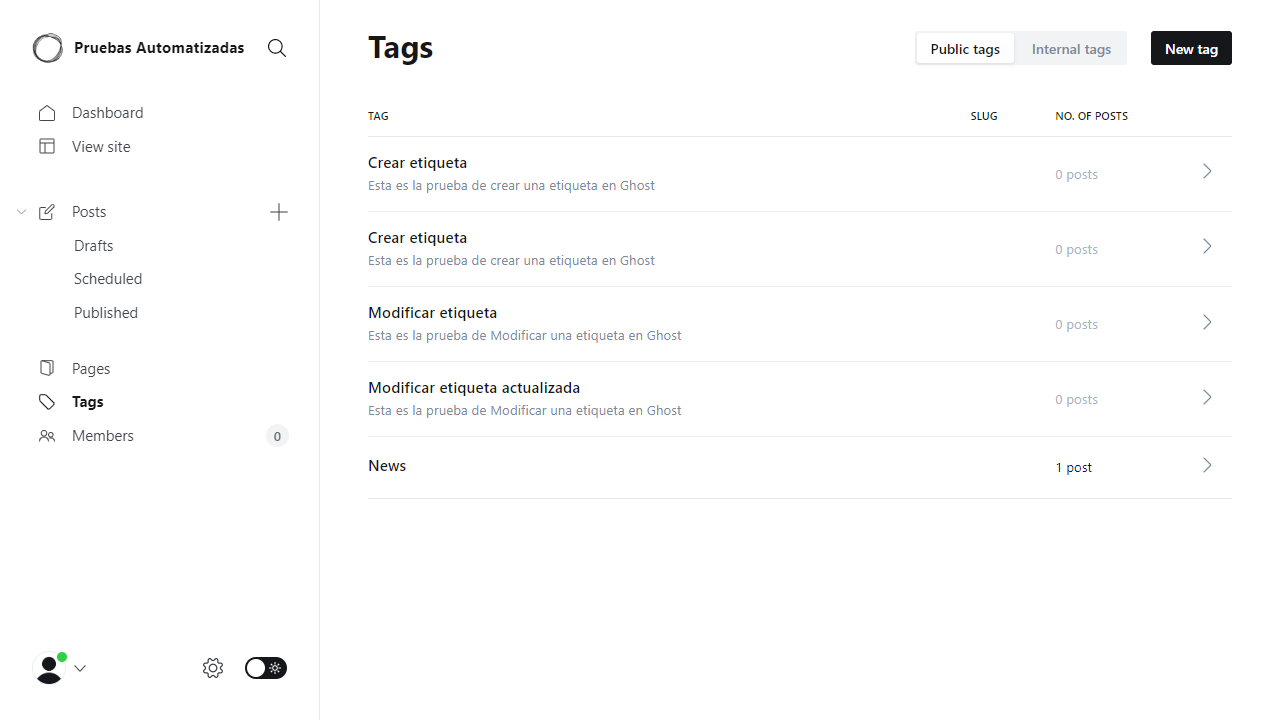 Pruebas Automatizadas
Dashboard
View site
Posts
Drafts
Scheduled
Published
Pages
Tags
Members 0
Tags
Public tags Internal tags New tag
TAG SLUG NO. OF POSTS
Crear etiqueta
Esta es la prueba de crear una etiqueta en Ghost
0 posts
Crear etiqueta
Esta es la prueba de crear una etiqueta en Ghost
0 posts
Modificar etiqueta
Esta es la prueba de Modificar una etiqueta en Ghost
0 posts
Modificar etiqueta actualizada
Esta es la prueba de Modificar una etiqueta en Ghost
0 posts
News
1 post